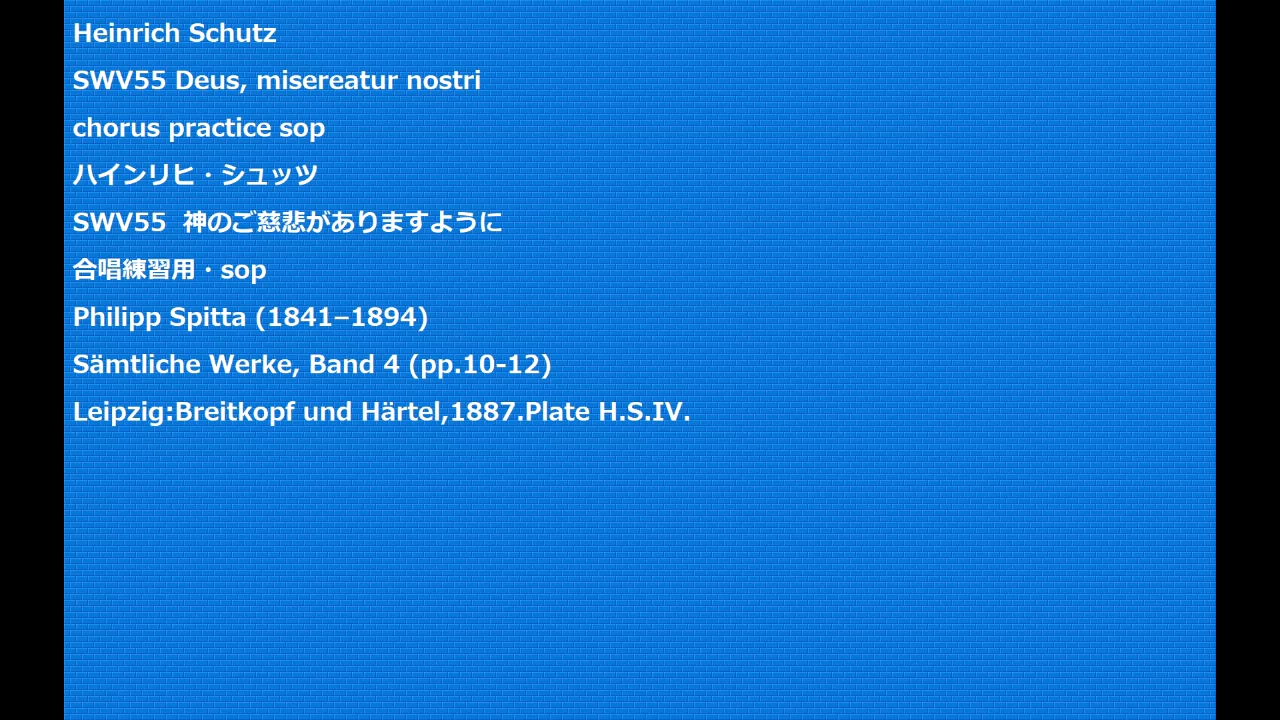 Heinrich Schutz
SWV55 Deus, misereatur nostri
chorus practice sop
ハインリヒ・シュッツ
SWV55  神のご慈悲がありますように
合唱練習用・sop
Philipp Spitta (1841–1894)
Sämtliche Werke, Band 4 (pp.10-12)
Leipzig:Breitkopf und Härtel,1887.Plate H.S.IV.